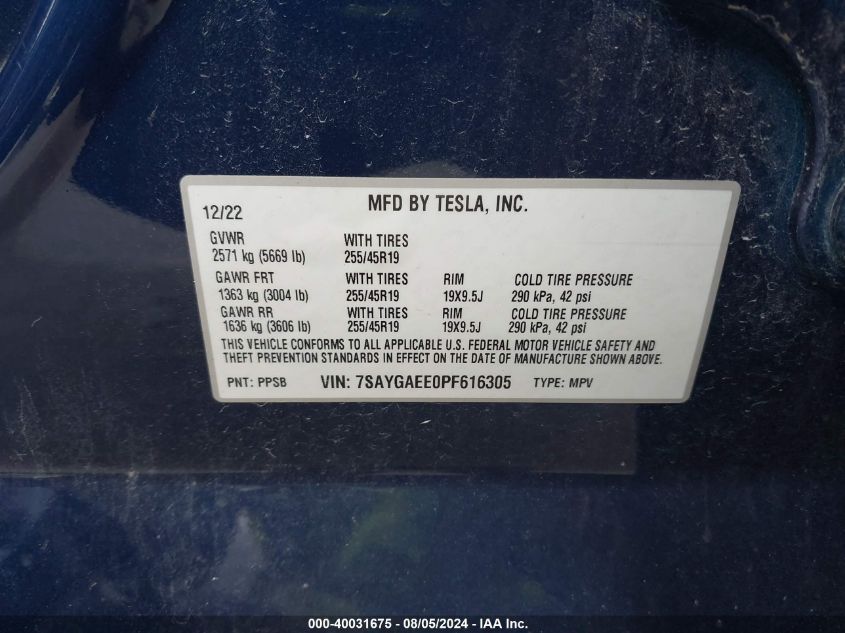 MFD BY TESLA, INC.
12/22
GVWR WITH TIRES
2571 kg (5669 lb) 255/45R19
GAWR FRT WITH TIRES RIM COLD TIRE PRESSURE
1363 kg (3004 lb) 255/45R19 19X9.5J 290 kPa, 42 psi
GAWR RR WITH TIRES RIM COLD TIRE PRESSURE
1636 kg (3606 lb) 255/45R19 19X9.5J 290 kPa, 42 psi
THIS VEHICLE CONFORMS TO ALL APPLICABLE U.S. FEDERAL MOTOR VEHICLE SAFETY AND
THEFT PREVENTION STANDARDS IN EFFECT ON THE DATE OF MANUFACTURE SHOWN ABOVE.
PNT: PPSB VIN: 7SAYGAEE0PF616305 TYPE: MPV
000-40031675 - 08/05/2024 - IAA Inc.